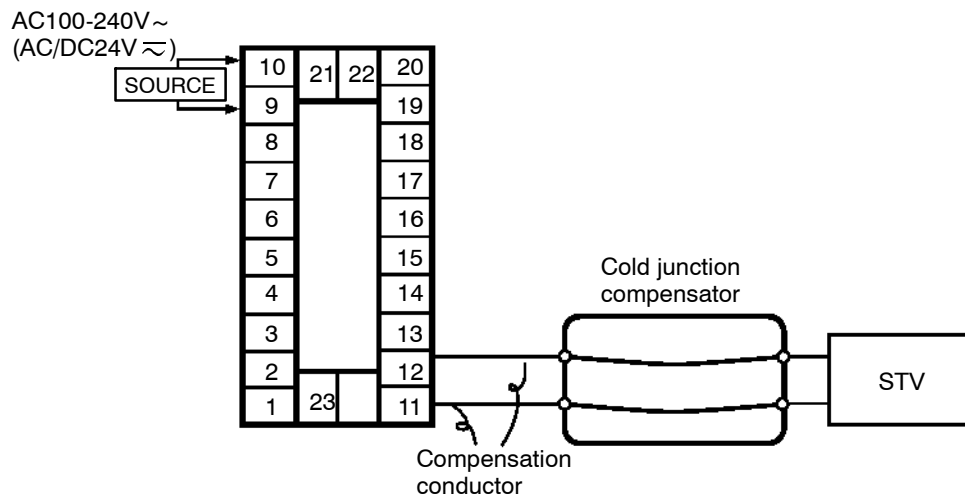 AC100-240V~
(AC/DC24V ⎓)
SOURCE
10
9
8
7
6
5
4
3
2
1
21 22
23
20
19
18
17
16
15
14
13
12
11
Cold junction
compensator
STV
Compensation
conductor